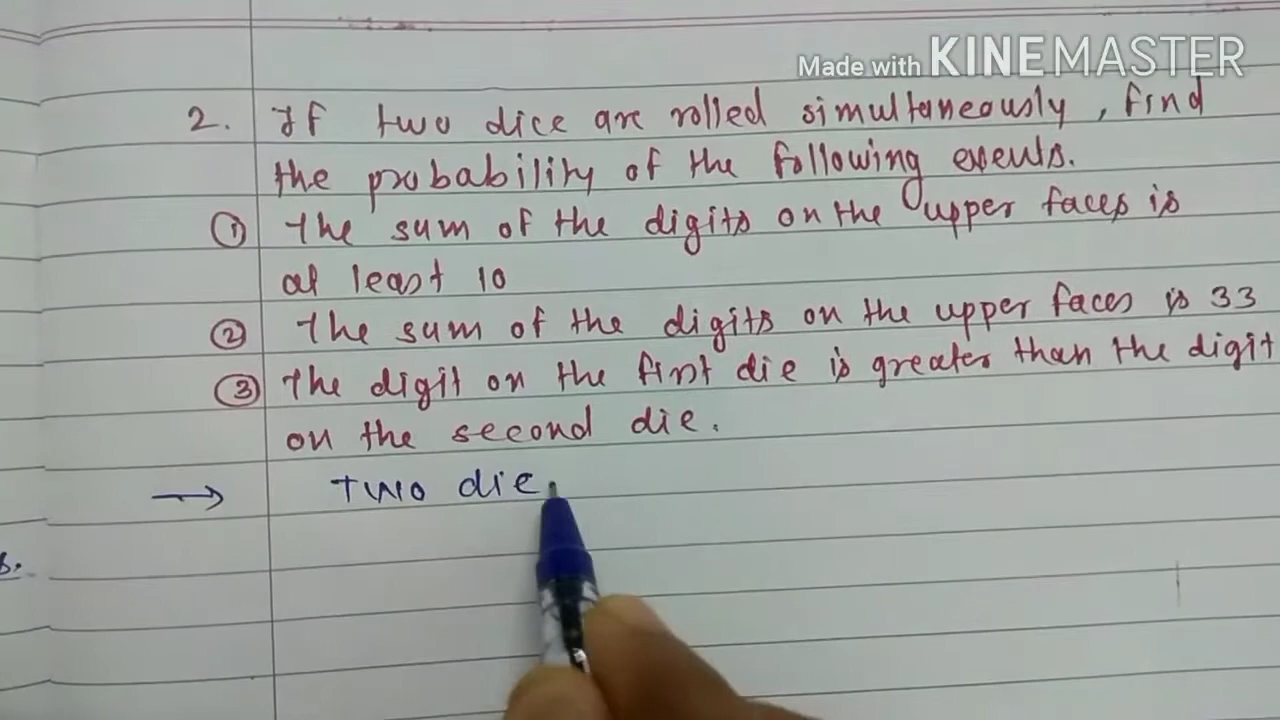 Made with KINEMASTER
2. If two dice are rolled simultaneously, find
the probability of the following events.
① The sum of the digits on the upper faces is
at least 10
② The sum of the digits on the upper faces is 33
③ The digit on the first die is greater than the digit
on the second die.
→ Two die
s.